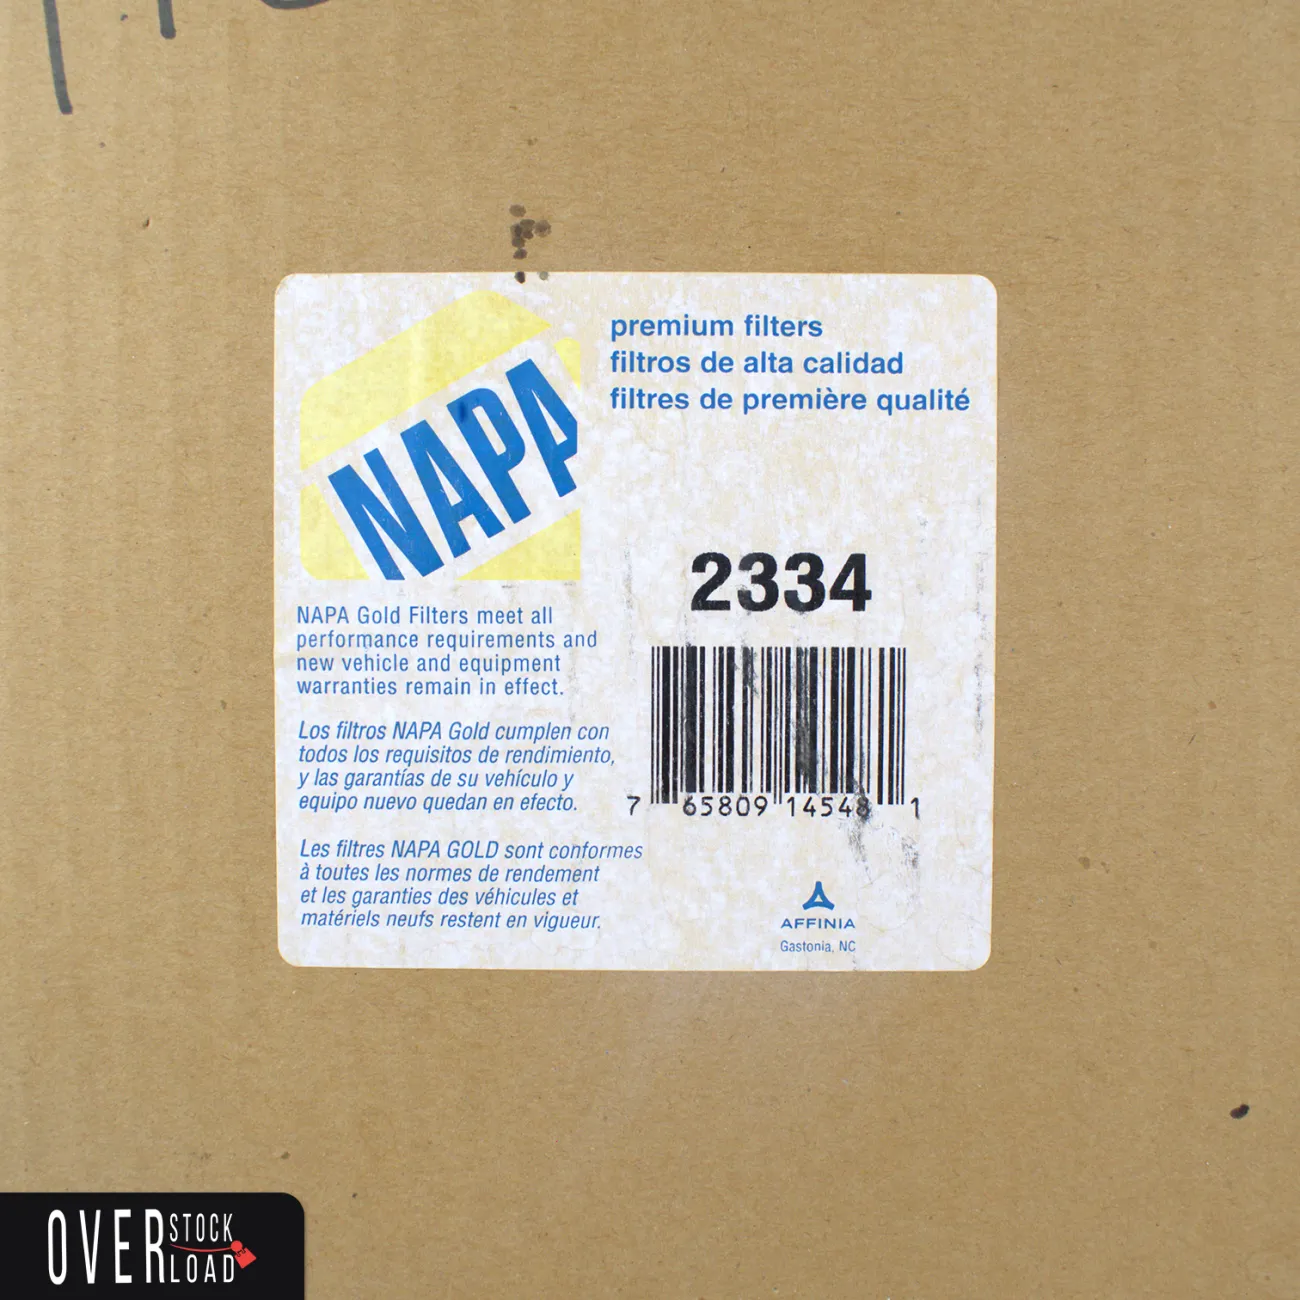 NAPA
premium filters
filtros de alta calidad
filtres de première qualité
2334
NAPA Gold Filters meet all
performance requirements and
new vehicle and equipment
warranties remain in effect.
Los filtros NAPA Gold cumplen con
todos los requisitos de rendimiento,
y las garantías de su vehículo y
equipo nuevo quedan en efecto.
Les filtres NAPA GOLD sont conformes
à toutes les normes de rendement
et les garanties des véhicules et
matériels neufs restent en vigueur.
7 65809 14548 1
AFFINIA
Gastonia, NC
OVERSTOCK
LOAD